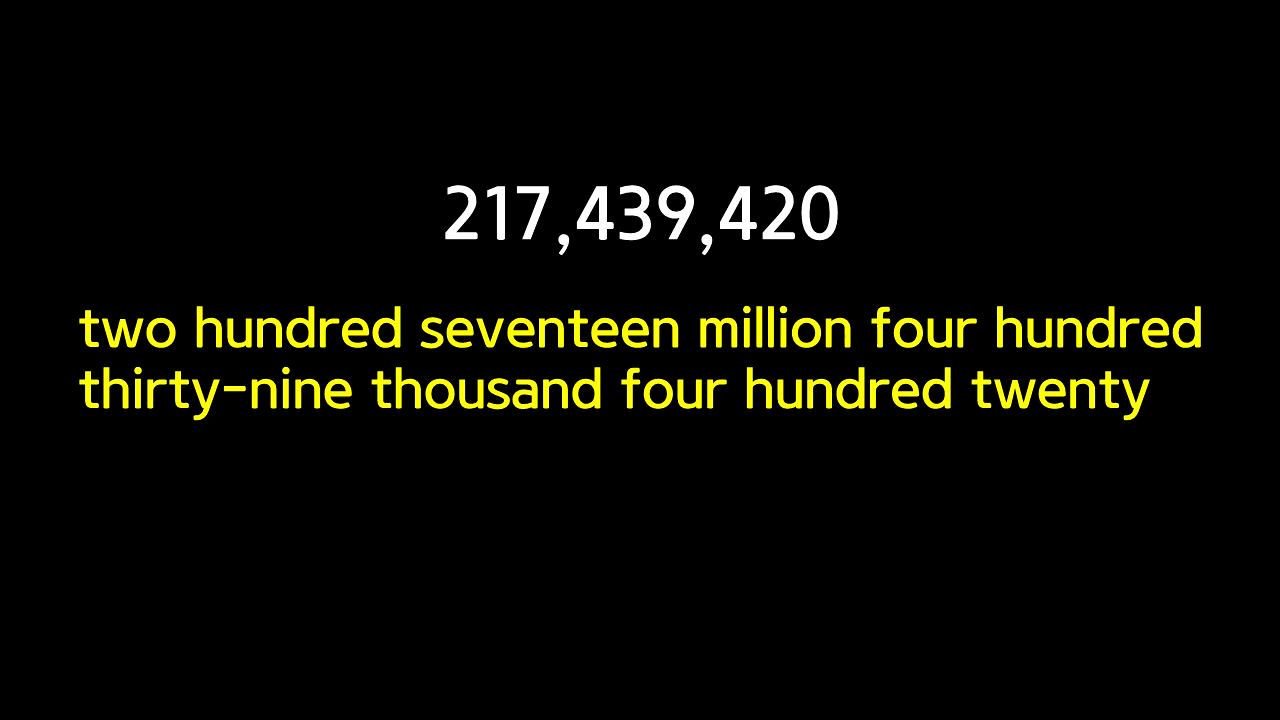 217,439,420
two hundred seventeen million four hundred
thirty-nine thousand four hundred twenty